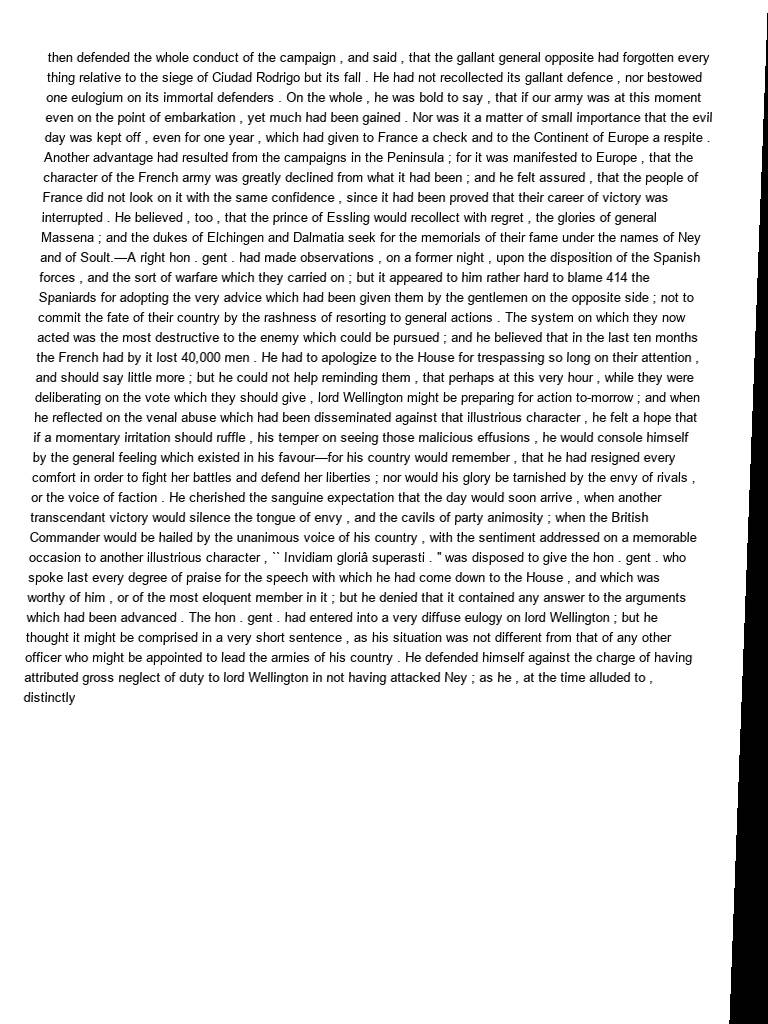 then defended the whole conduct of the campaign , and said , that the gallant general opposite had forgotten every
thing relative to the siege of Ciudad Rodrigo but its fall . He had not recollected its gallant defence , nor bestowed
one eulogium on its immortal defenders . On the whole , he was bold to say , that if our army was at this moment
even on the point of embarkation , yet much had been gained . Nor was it a matter of small importance that the evil
day was kept off , even for one year , which had given to France a check and to the Continent of Europe a respite .
Another advantage had resulted from the campaigns in the Peninsula ; for it was manifested to Europe , that the
character of the French army was greatly declined from what it had been ; and he felt assured , that the people of
France did not look on it with the same confidence , since it had been proved that their career of victory was
interrupted . He believed , too , that the prince of Essling would recollect with regret , the glories of general
Massena ; and the dukes of Elchingen and Dalmatia seek for the memorials of their fame under the names of Ney
and of Soult.—A right hon . gent . had made observations , on a former night , upon the disposition of the Spanish
forces , and the sort of warfare which they carried on ; but it appeared to him rather hard to blame 414 the
Spaniards for adopting the very advice which had been given them by the gentlemen on the opposite side ; not to
commit the fate of their country by the rashness of resorting to general actions . The system on which they now
acted was the most destructive to the enemy which could be pursued ; and he believed that in the last ten months
the French had by it lost 40,000 men . He had to apologize to the House for trespassing so long on their attention ,
and should say little more ; but he could not help reminding them , that perhaps at this very hour , while they were
deliberating on the vote which they should give , lord Wellington might be preparing for action to-morrow ; and when
he reflected on the venal abuse which had been disseminated against that illustrious character , he felt a hope that
if a momentary irritation should ruffle , his temper on seeing those malicious effusions , he would console himself
by the general feeling which existed in his favour—for his country would remember , that he had resigned every
comfort in order to fight her battles and defend her liberties ; nor would his glory be tarnished by the envy of rivals ,
or the voice of faction . He cherished the sanguine expectation that the day would soon arrive , when another
transcendant victory would silence the tongue of envy , and the cavils of party animosity ; when the British
Commander would be hailed by the unanimous voice of his country , with the sentiment addressed on a memorable
occasion to another illustrious character , `` Invidiam gloriâ superasti . " was disposed to give the hon . gent . who
spoke last every degree of praise for the speech with which he had come down to the House , and which was
worthy of him , or of the most eloquent member in it ; but he denied that it contained any answer to the arguments
which had been advanced . The hon . gent . had entered into a very diffuse eulogy on lord Wellington ; but he
thought it might be comprised in a very short sentence , as his situation was not different from that of any other
officer who might be appointed to lead the armies of his country . He defended himself against the charge of having
attributed gross neglect of duty to lord Wellington in not having attacked Ney ; as he , at the time alluded to ,
distinctly